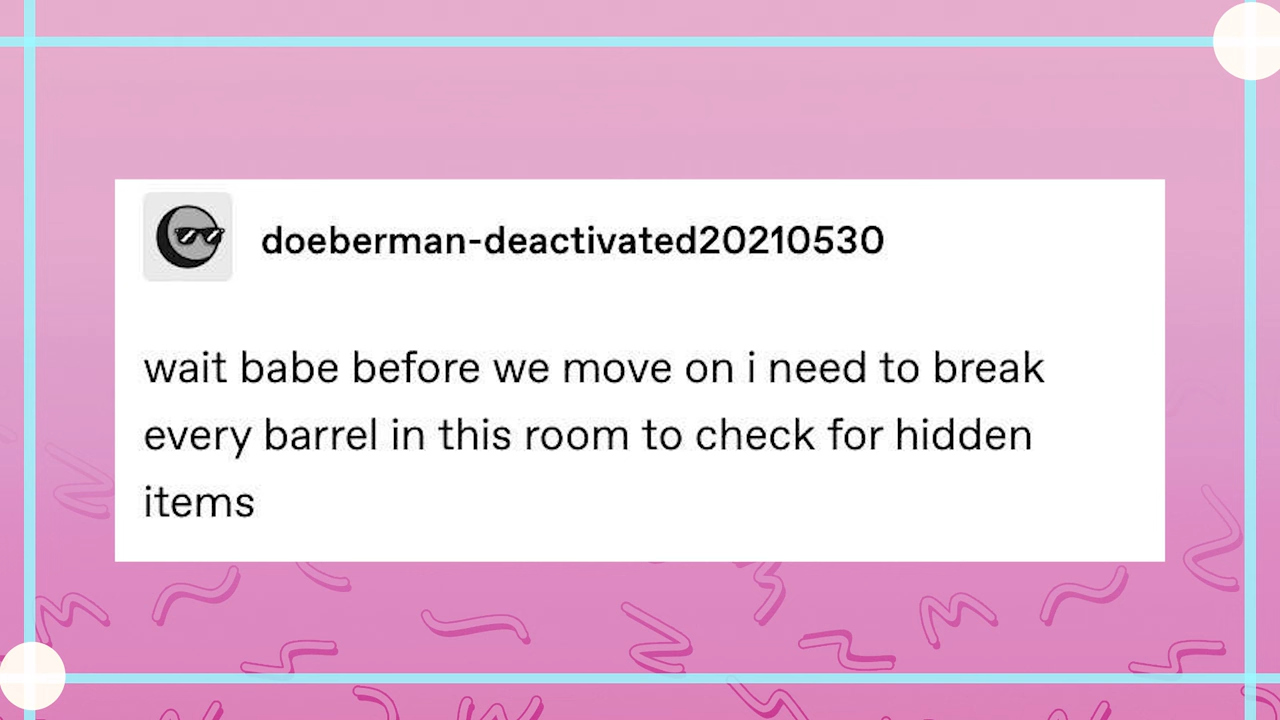 doeberman-deactivated20210530
wait babe before we move on i need to break
every barrel in this room to check for hidden
items